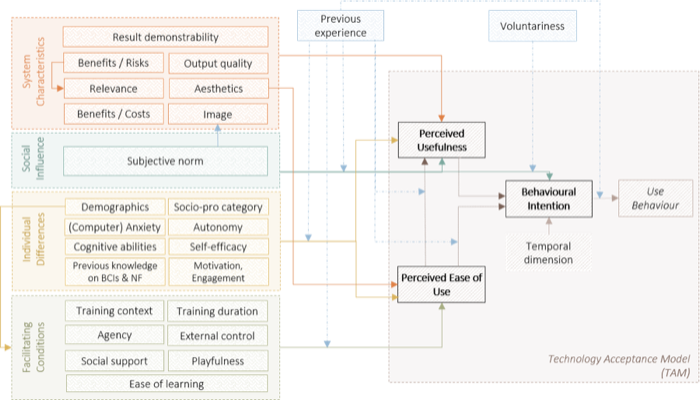 Previous
experience
Voluntariness
System
Characteristics
Result demonstrability
Benefits / Risks
Output quality
Relevance
Aesthetics
Benefits / Costs
Image
Social
Influence
Subjective norm
Individual
Differences
Demographics
Socio-pro category
(Computer) Anxiety
Autonomy
Cognitive abilities
Self-efficacy
Previous knowledge
on BCIs & NF
Motivation,
Engagement
Facilitating
Conditions
Training context
Training duration
Agency
External control
Social support
Playfulness
Ease of learning
Perceived
Usefulness
Behavioural
Intention
Use
Behaviour
Temporal
dimension
Perceived Ease of
Use
Technology Acceptance Model
(TAM)